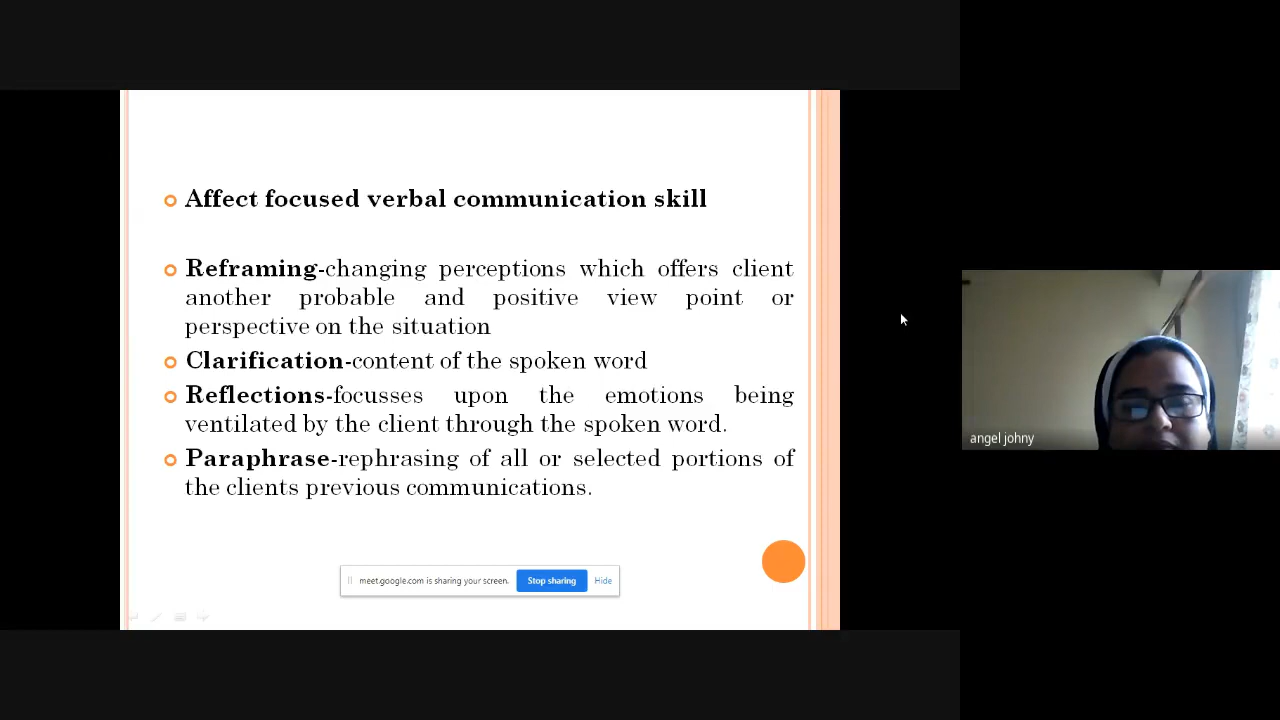 Affect focused verbal communication skill
Reframing-changing perceptions which offers client
another probable and positive view point or
perspective on the situation
Clarification-content of the spoken word
Reflections-focusses upon the emotions being
ventilated by the client through the spoken word.
Paraphrase-rephrasing of all or selected portions of
the clients previous communications.
meet.google.com is sharing your screen. Stop sharing Hide
angel johny